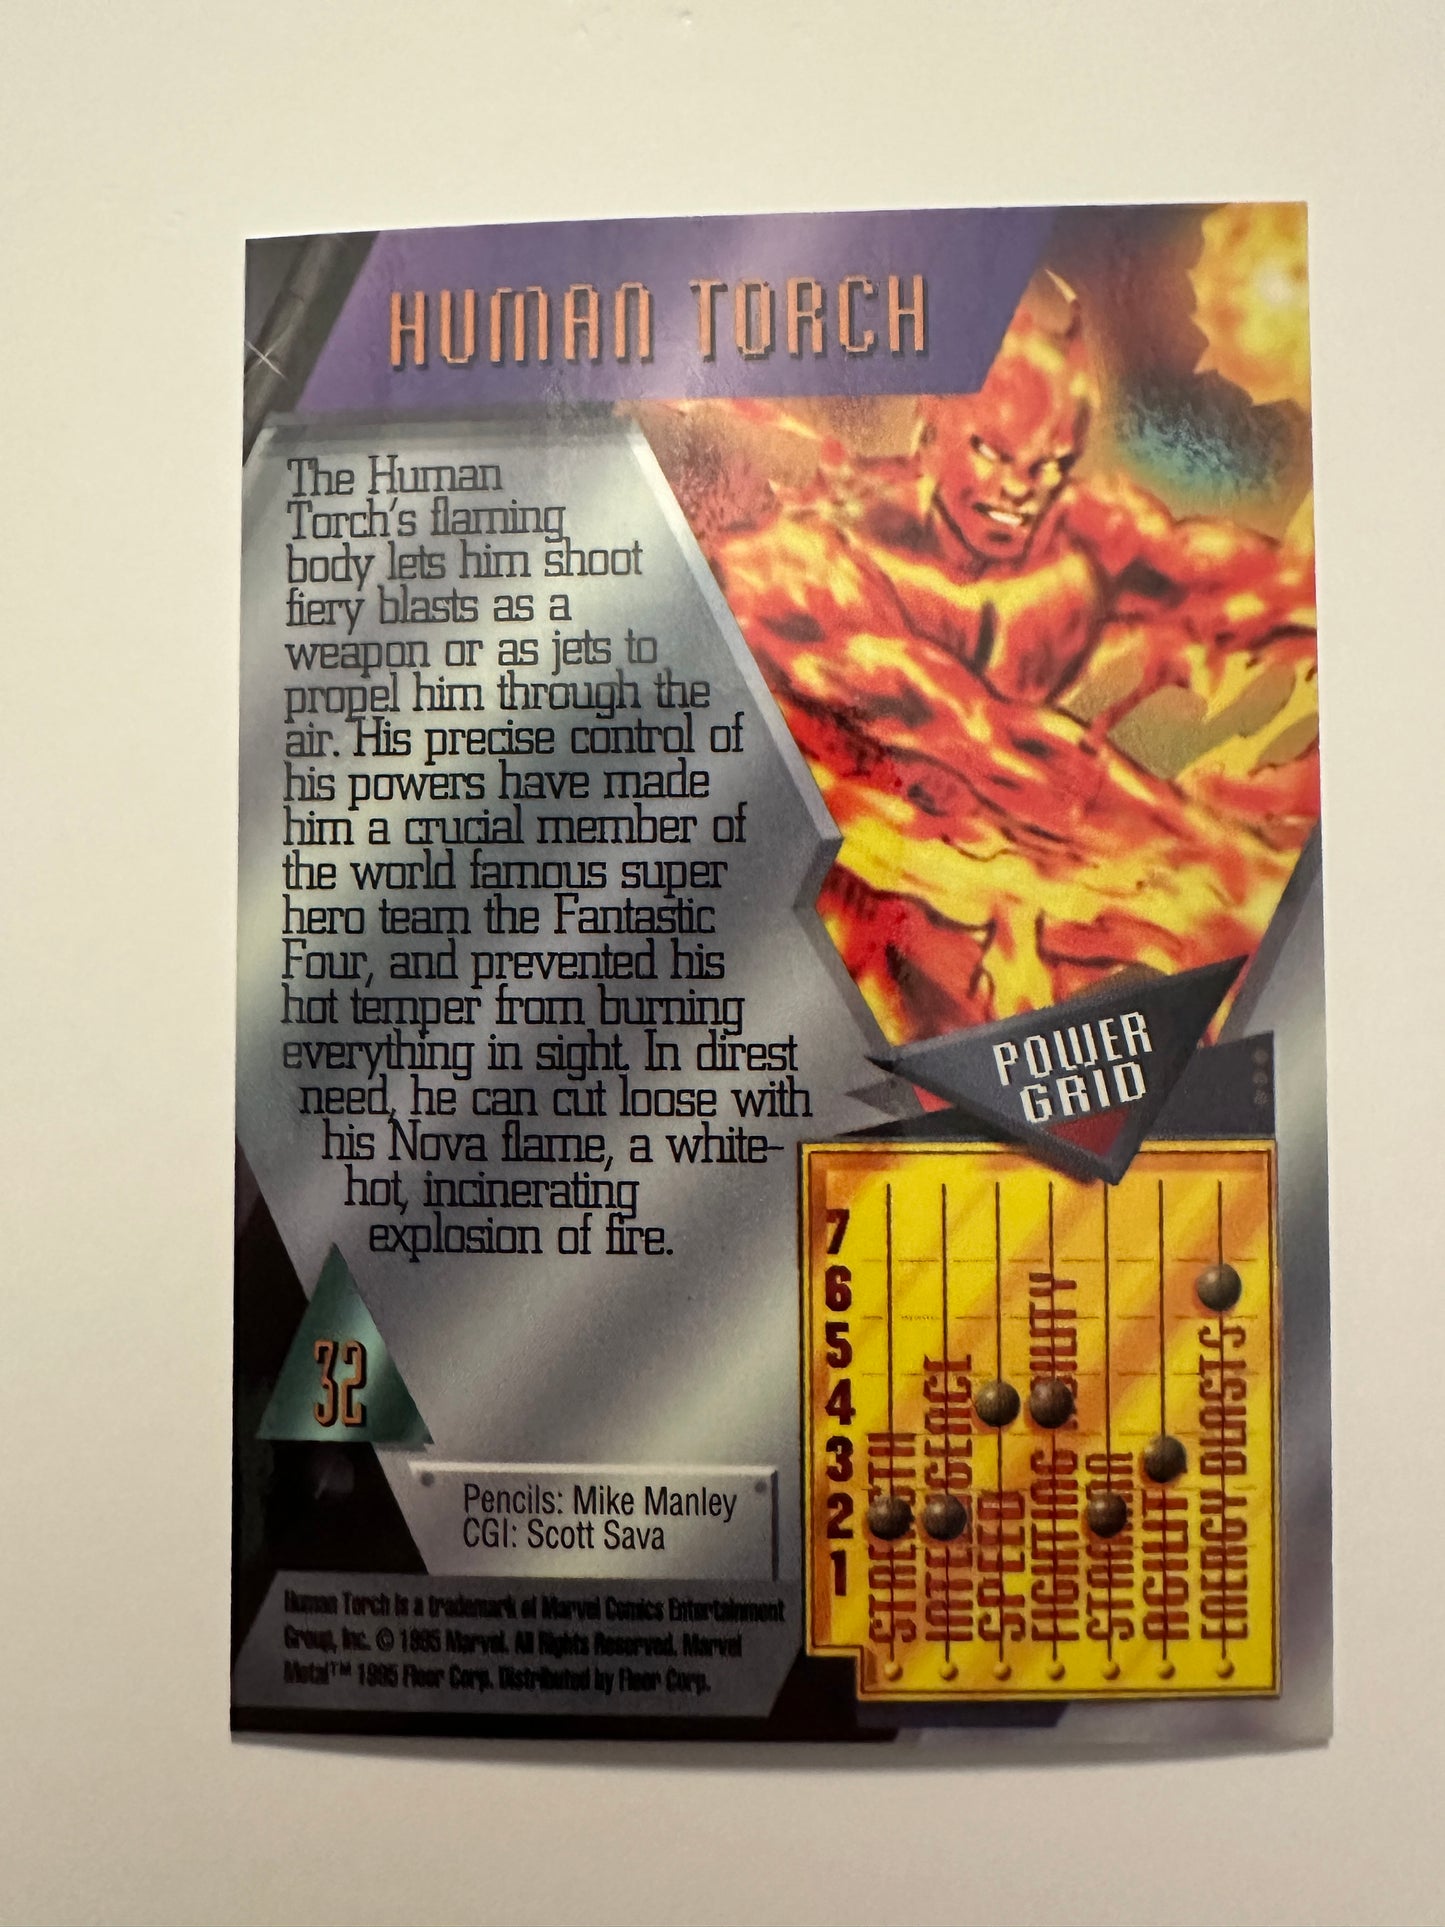 HUMAN TORCH
The Human
Torch's flaming
body lets him shoot
fiery blasts as a
weapon or as jets to
propel him through the
air. His precise control of
his powers have made
him a crucial member of
the world famous super
hero team the Fantastic
Four, and prevented his
hot temper from burning
everything in sight. In direst
need, he can cut loose with
his Nova flame, a white-
hot, incinerating
explosion of fire.
32
Pencils: Mike Manley
CGI: Scott Sava
Human Torch is a trademark of Marvel Comics Entertainment
Group, Inc. © 1995 Marvel. All Rights Reserved. Marvel
Metal™ 1995 Fleer Corp. Distributed by Fleer Corp.
POWER
GRID
7
6
5
4
3
2
1
STRENGTH
INTELLIGENCE
SPEED
FIGHTING ABILITY
STAMINA
AGILITY
ENERGY BLASTS